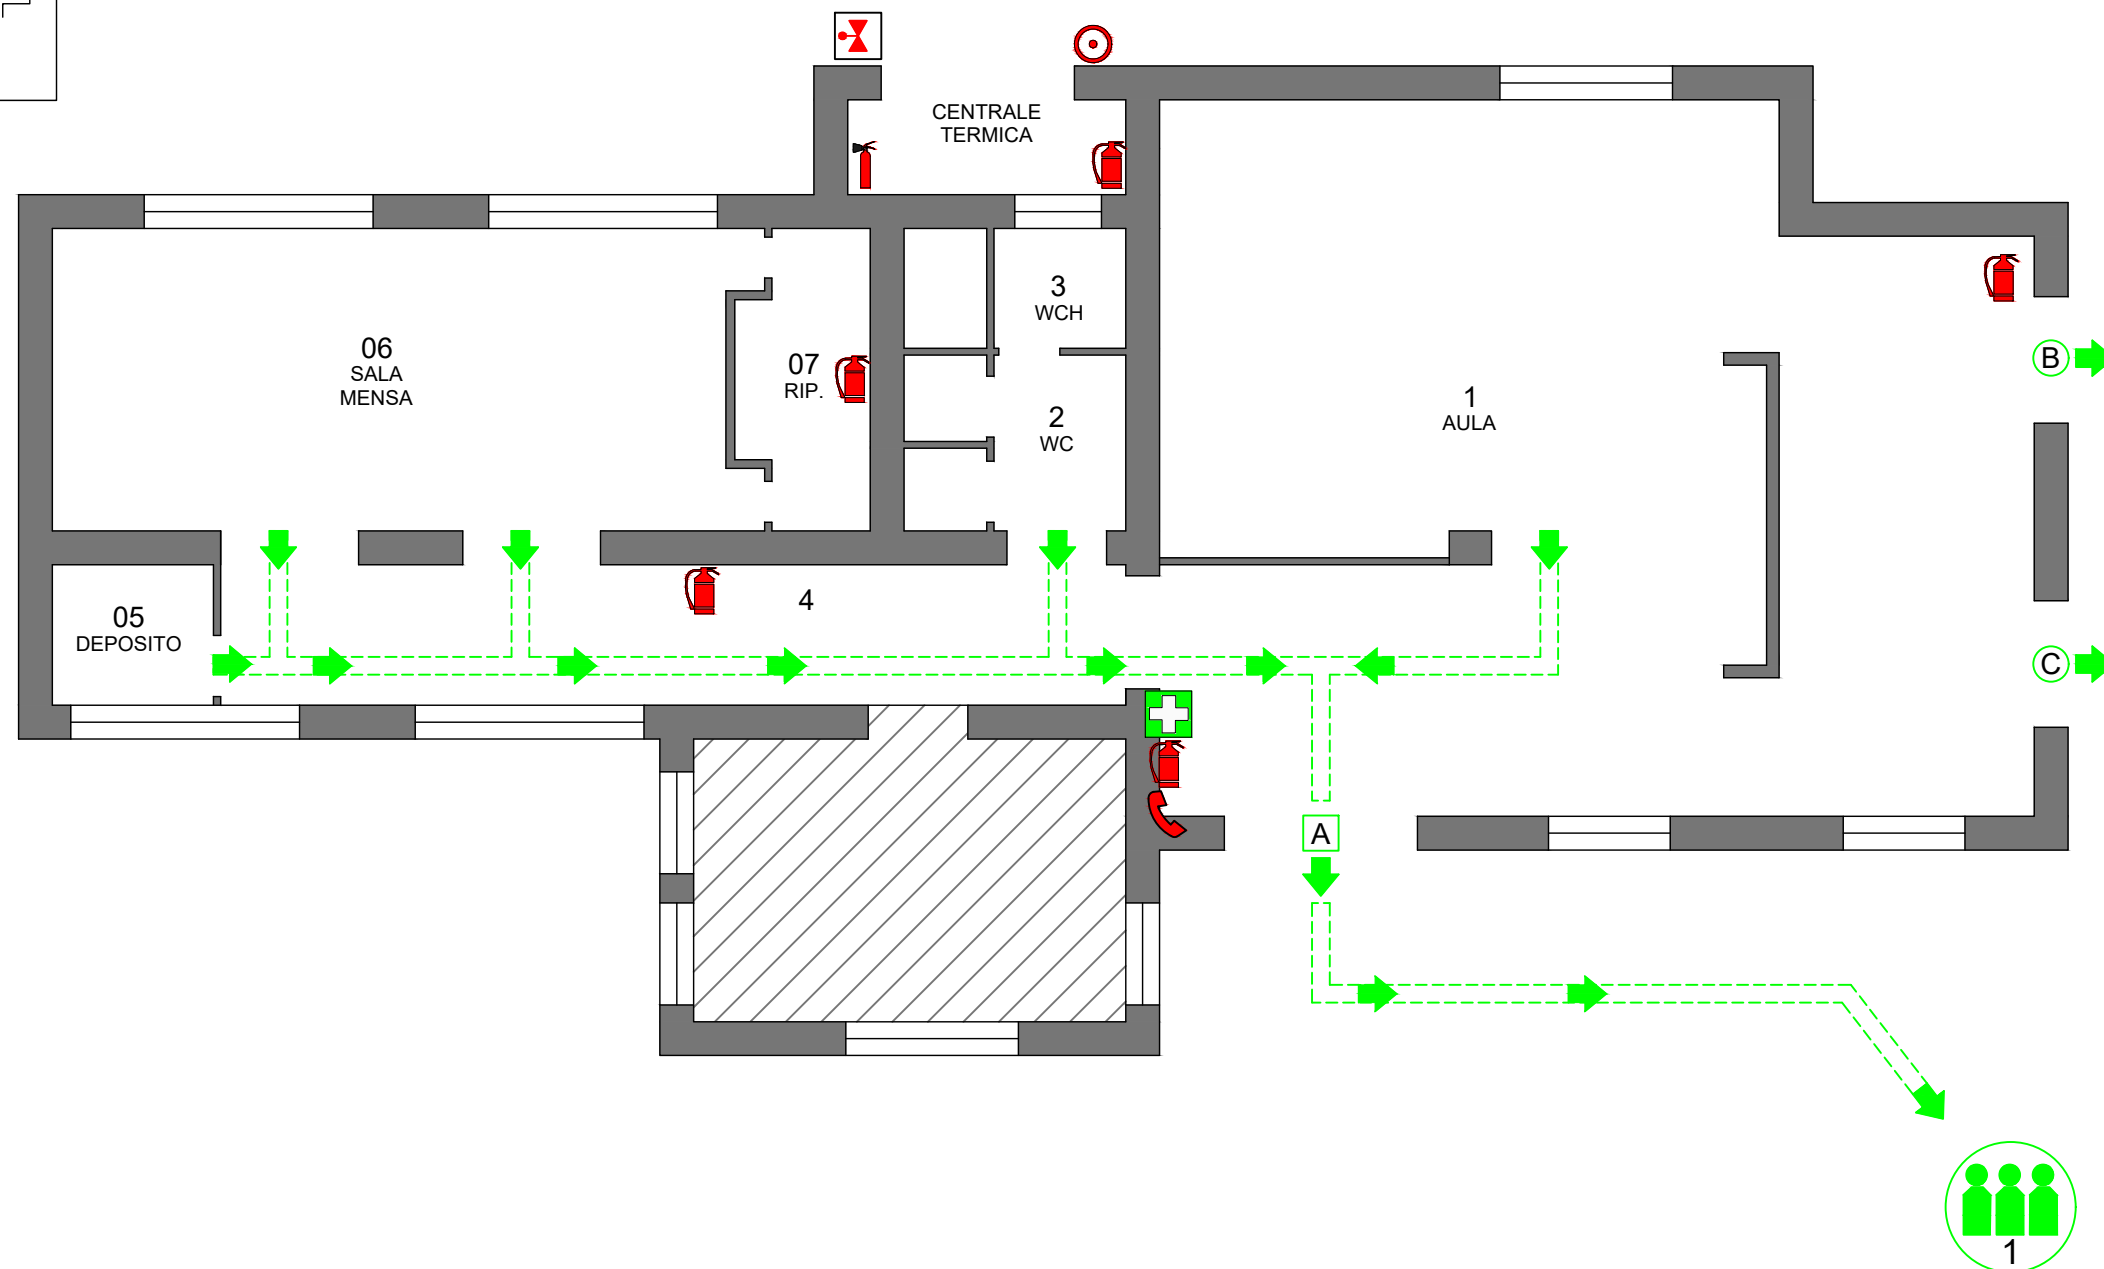 CENTRALE
TERMICA
3
WCH
06
SALA
MENSA
07
RIP.
B
1
AULA
2
WC
4
05
DEPOSITO
C
A
1